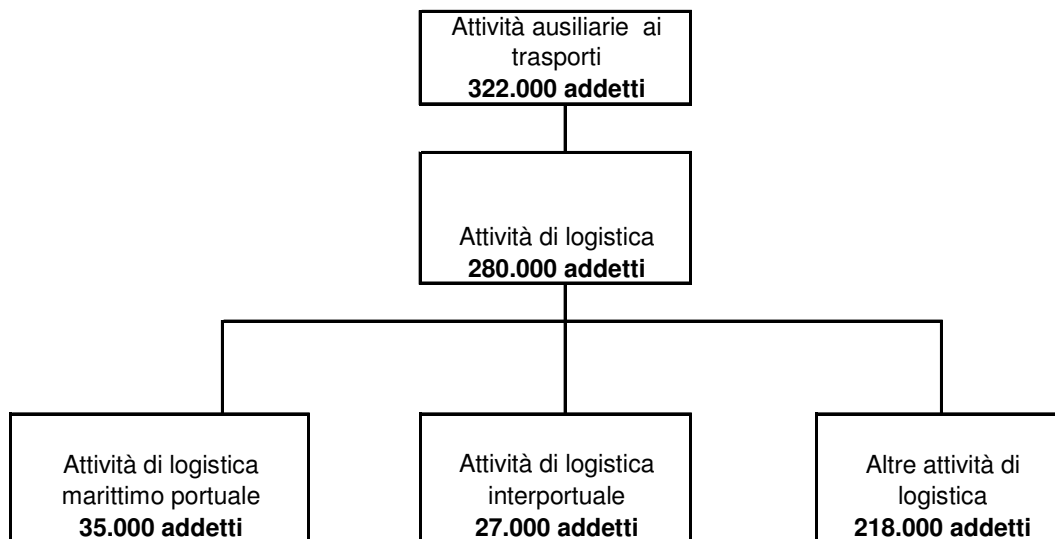 Attività ausiliarie ai
trasporti
322.000 addetti
Attività di logistica
280.000 addetti
Attività di logistica
marittimo portuale
35.000 addetti
Attività di logistica
interportuale
27.000 addetti
Altre attività di
logistica
218.000 addetti